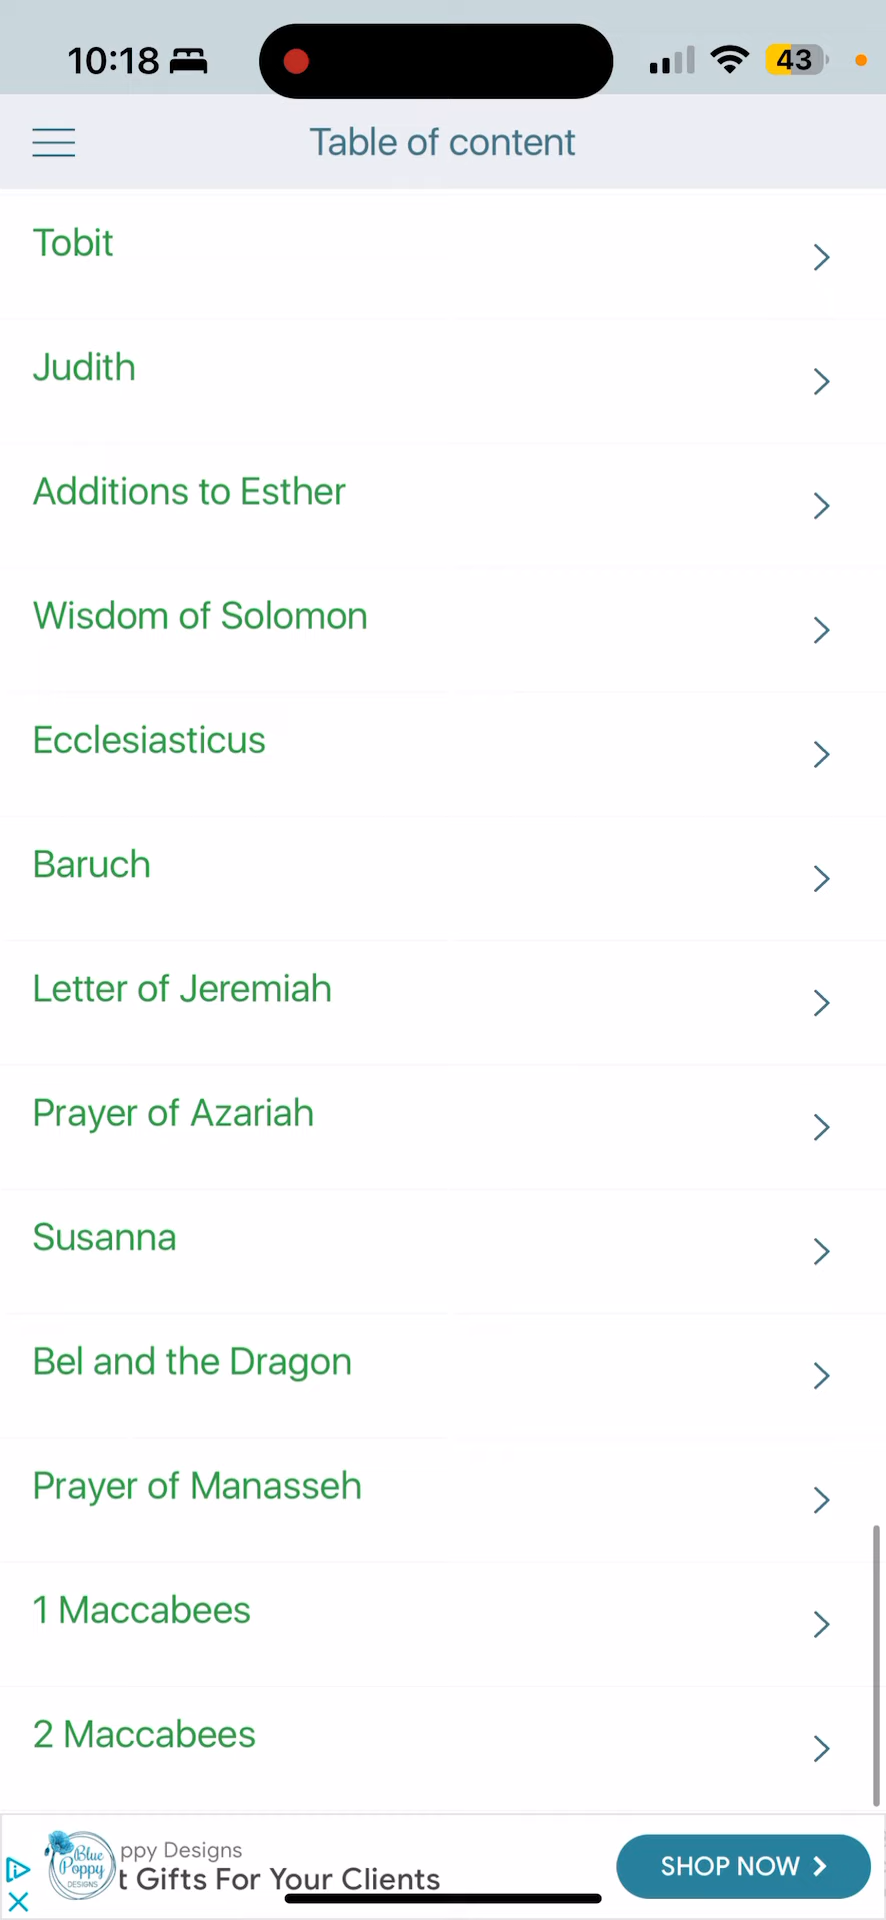 10:18
43
Table of content
Tobit
Judith
Additions to Esther
Wisdom of Solomon
Ecclesiasticus
Baruch
Letter of Jeremiah
Prayer of Azariah
Susanna
Bel and the Dragon
Prayer of Manasseh
1 Maccabees
2 Maccabees
Blue
Poppy
DESIGNS
ppy Designs
t Gifts For Your Clients
SHOP NOW